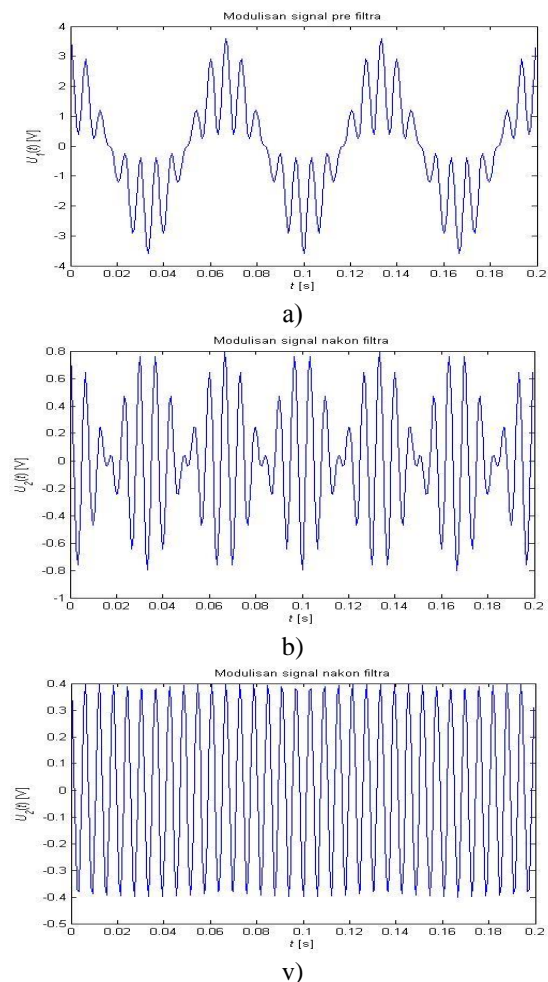 Modulisan signal pre filtra
4
3
2
1
0
-1
-2
-3
-4
U1(t) [V]
0 0.02 0.04 0.06 0.08 0.1 0.12 0.14 0.16 0.18 0.2
t [s]
a)
Modulisan signal nakon filtra
0.8
0.6
0.4
0.2
0
-0.2
-0.4
-0.6
-0.8
-1
U2(t) [V]
0 0.02 0.04 0.06 0.08 0.1 0.12 0.14 0.16 0.18 0.2
t [s]
b)
Modulisan signal nakon filtra
0.4
0.3
0.2
0.1
0
-0.1
-0.2
-0.3
-0.4
-0.5
U2(t) [V]
0 0.02 0.04 0.06 0.08 0.1 0.12 0.14 0.16 0.18 0.2
t [s]
v)